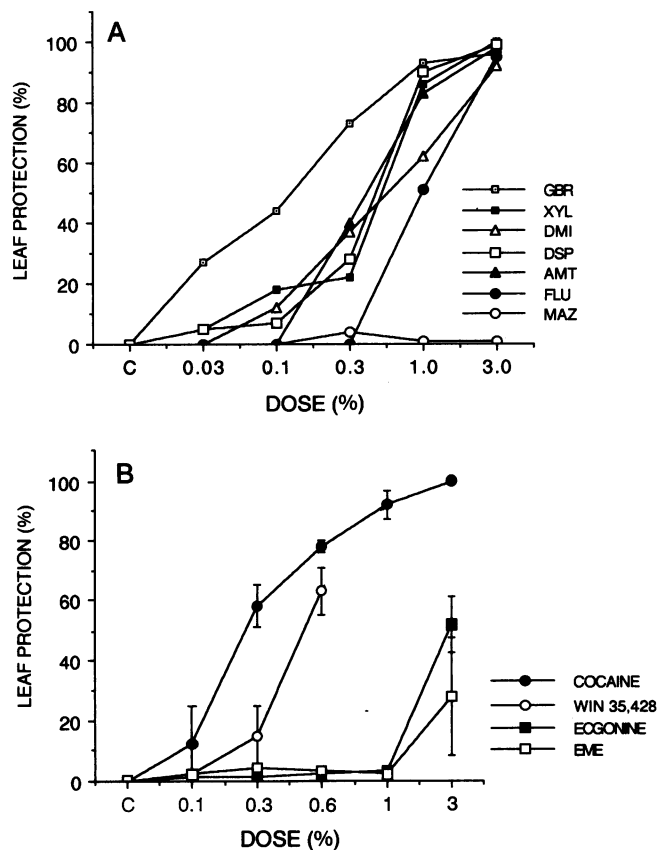 A
LEAF PROTECTION (%)
100
80
60
40
20
0
C 0.03 0.1 0.3 1.0 3.0
DOSE (%)
GBR
XYL
DMI
DSP
AMT
FLU
MAZ
B
LEAF PROTECTION (%)
100
80
60
40
20
0
C 0.1 0.3 0.6 1 3
DOSE (%)
COCAINE
WIN 35,428
ECGONINE
EME